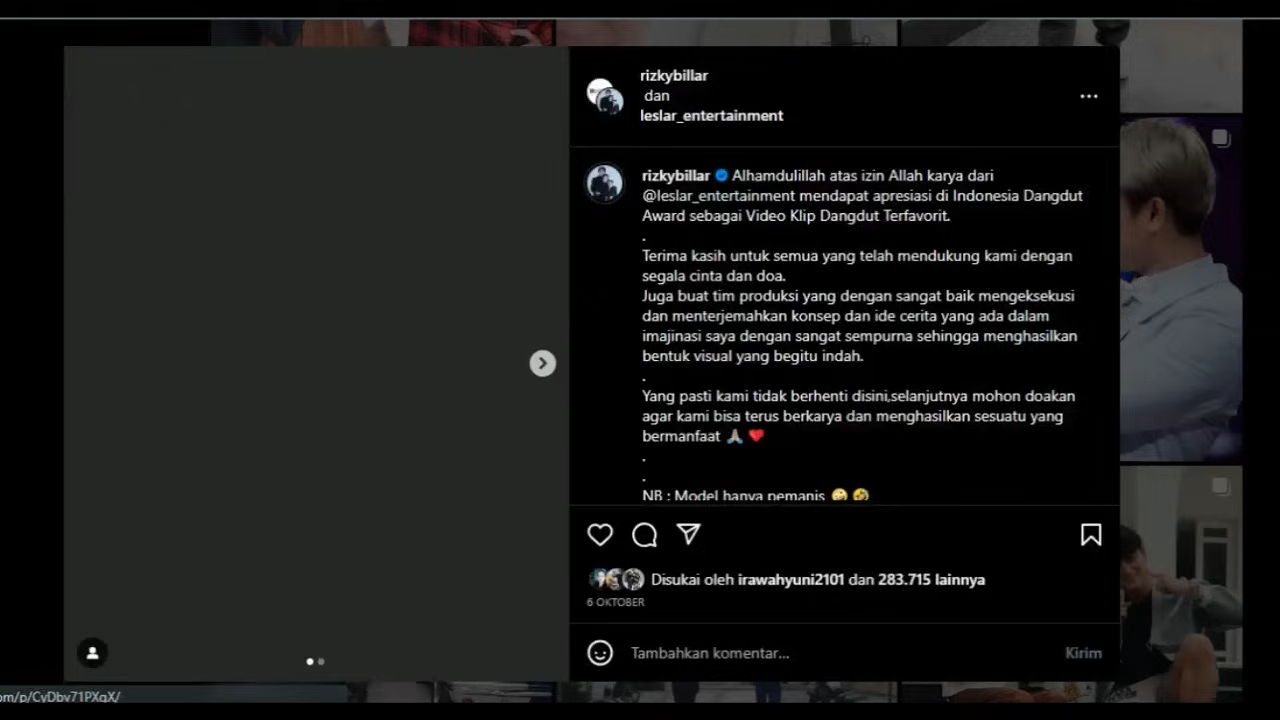 rizkybillar
dan
leslar_entertainment
rizkybillar Alhamdulillah atas izin Allah karya dari
@leslar_entertainment mendapat apresiasi di Indonesia Dangdut
Award sebagai Video Klip Dangdut Terfavorit.
.
Terima kasih untuk semua yang telah mendukung kami dengan
segala cinta dan doa.
Juga buat tim produksi yang dengan sangat baik mengeksekusi
dan menterjemahkan konsep dan ide cerita yang ada dalam
imajinasi saya dengan sangat sempurna sehingga menghasilkan
bentuk visual yang begitu indah.
.
Yang pasti kami tidak berhenti disini,selanjutnya mohon doakan
agar kami bisa terus berkarya dan menghasilkan sesuatu yang
bermanfaat 🙏🏼 ❤️
.
.
NB : Model hanya pemanis 🤪 🤣
Disukai oleh irawahyuni2101 dan 283.715 lainnya
6 OKTOBER
Tambahkan komentar... Kirim
om/p/CyDbv71PXqX/